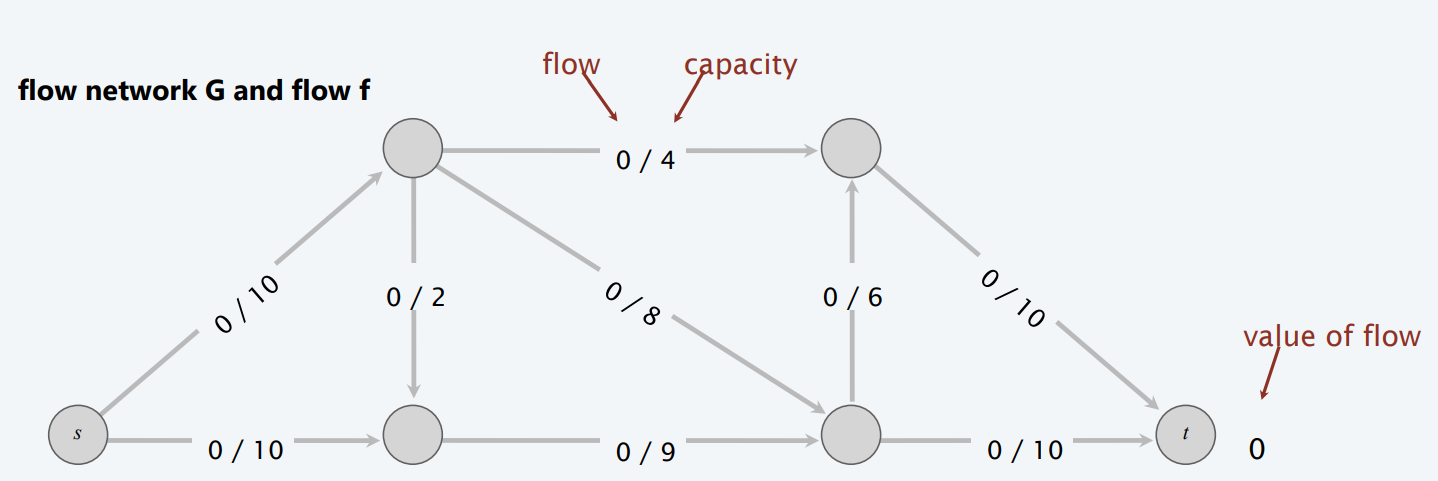 flow capacity
flow network G and flow f
0 / 4
0 / 10
0 / 2
0 / 8
0 / 6
0 / 10
value of flow
s
0 / 10
0 / 9
0 / 10
t
0